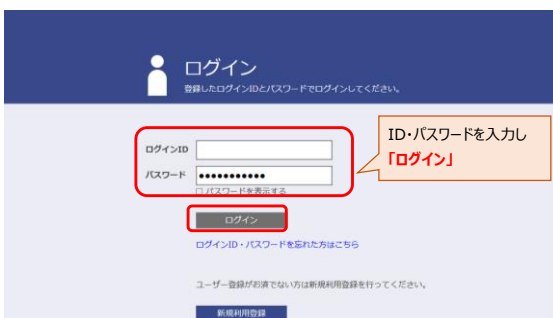 ログイン
登録したログインIDとパスワードでログインしてください。
ID・パスワードを入力し
「ログイン」
ログインID
パスワード
●●●●●●●●●●●
パスワードを表示する
ログイン
ログインID・パスワードを忘れた方はこちら
ユーザー登録がお済でない方は新規利用登録を行ってください。
新規利用登録